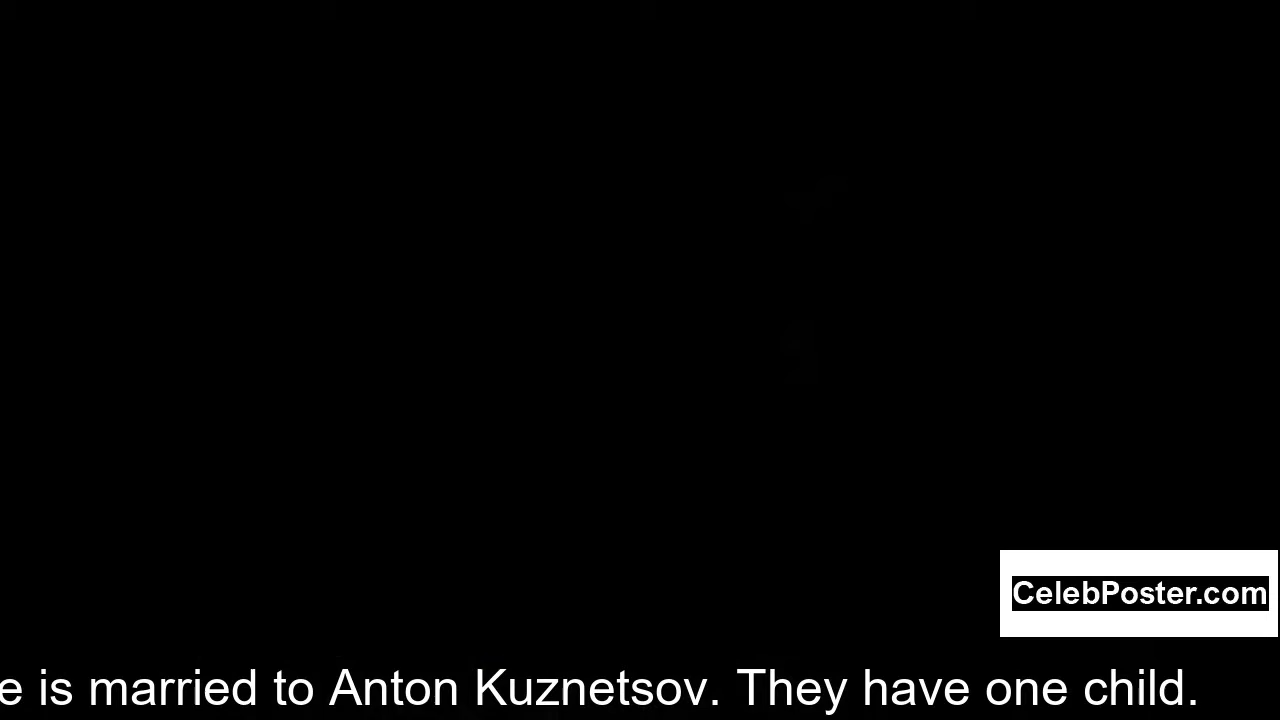 CelebPoster.com
e is married to Anton Kuznetsov. They have one child.